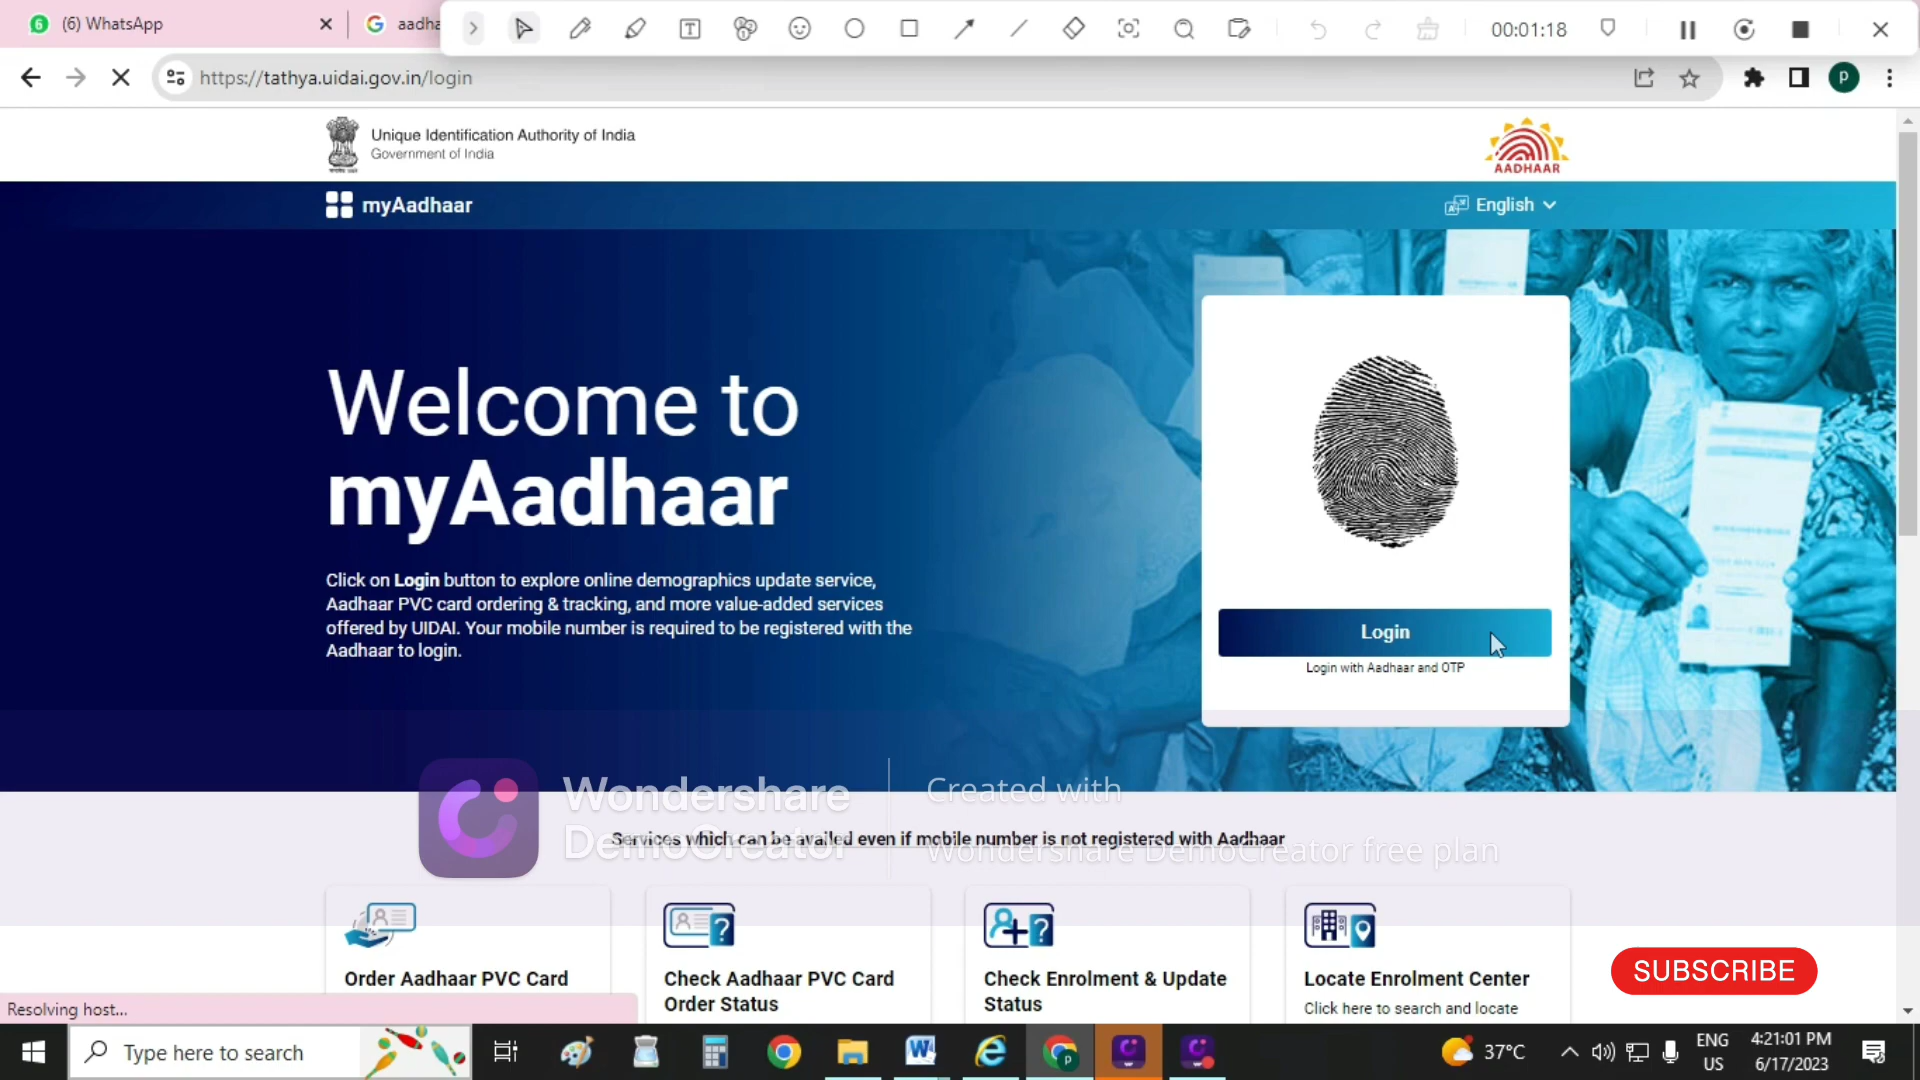 (6) WhatsApp
aadha
00:01:18
https://tathya.uidai.gov.in/login
P
Unique Identification Authority of India
Government of India
AADHAAR
myAadhaar
English
Welcome to
myAadhaar
Click on Login button to explore online demographics update service,
Aadhaar PVC card ordering & tracking, and more value-added services
offered by UIDAI. Your mobile number is required to be registered with the
Aadhaar to login.
Login
Login with Aadhaar and OTP
Wondershare
DemoCreator
Created with
Wondershare DemoCreator free plan
Services which can be availed even if mobile number is not registered with Aadhaar
Order Aadhaar PVC Card
Check Aadhaar PVC Card
Order Status
Check Enrolment & Update
Status
Locate Enrolment Center
Click here to search and locate
SUBSCRIBE
Resolving host...
Type here to search
37°C
ENG
US
4:21:01 PM
6/17/2023